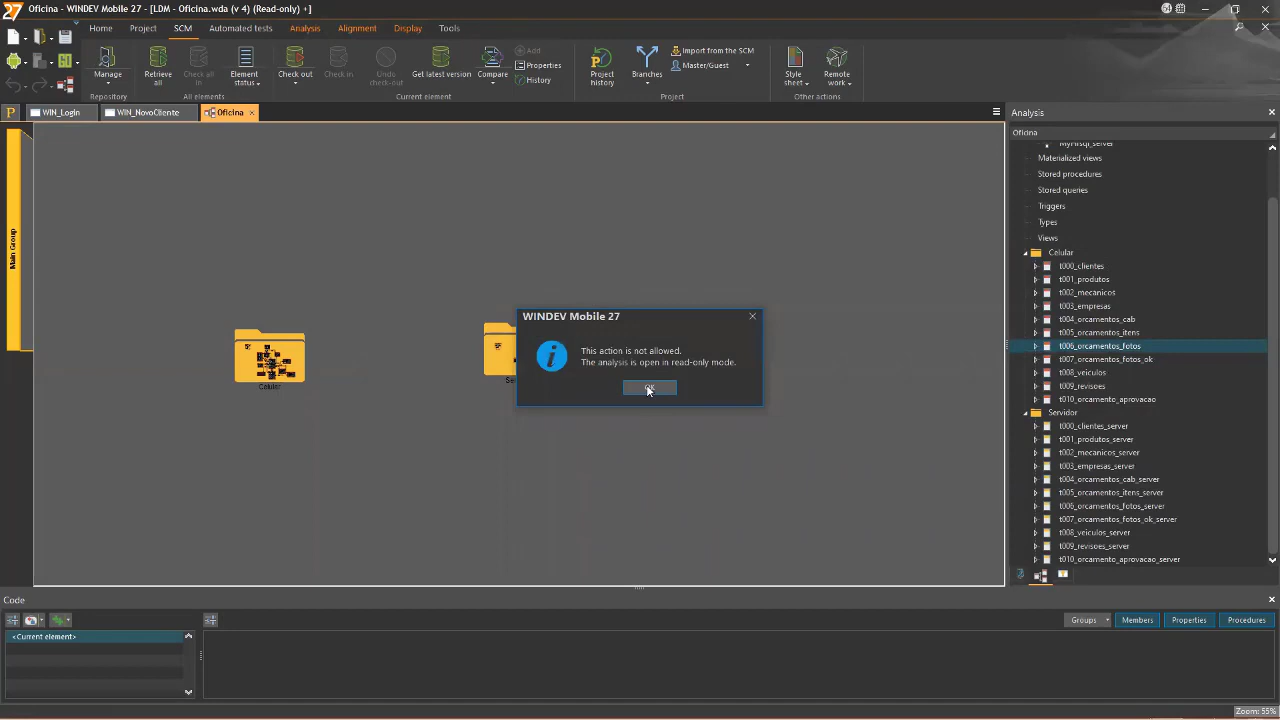 27 Oficina - WINDEV Mobile 27 - [LDM - Oficina.wda (v 4) (Read-only) +]
Home Project SCM Automated tests Analysis Alignment Display Tools
Manage
Repository
Retrieve all
Check all in
Element status
All elements
Check out
Check in
Undo check-out
Get latest version
Compare
Add
Properties
History
Current element
Project history
Branches
Import from the SCM
Master/Guest
Project
Style sheet
Remote work
Other actions
P WIN_Login WIN_NovoCliente Oficina
Main Group
Celular
WINDEV Mobile 27
This action is not allowed.
The analysis is open in read-only mode.
OK
Analysis
Oficina
MyHfsql_server
Materialized views
Stored procedures
Stored queries
Triggers
Types
Views
Celular
t000_clientes
t001_produtos
t002_mecanicos
t003_empresas
t004_orcamentos_cab
t005_orcamentos_itens
t006_orcamentos_fotos
t007_orcamentos_fotos_ok
t008_veiculos
t009_revisoes
t010_orcamento_aprovacao
Servidor
t000_clientes_server
t001_produtos_server
t002_mecanicos_server
t003_empresas_server
t004_orcamentos_cab_server
t005_orcamentos_itens_server
t006_orcamentos_fotos_server
t007_orcamentos_fotos_ok_server
t008_veiculos_server
t009_revisoes_server
t010_orcamento_aprovacao_server
Code
<Current element>
Groups Members Properties Procedures
Zoom: 55%